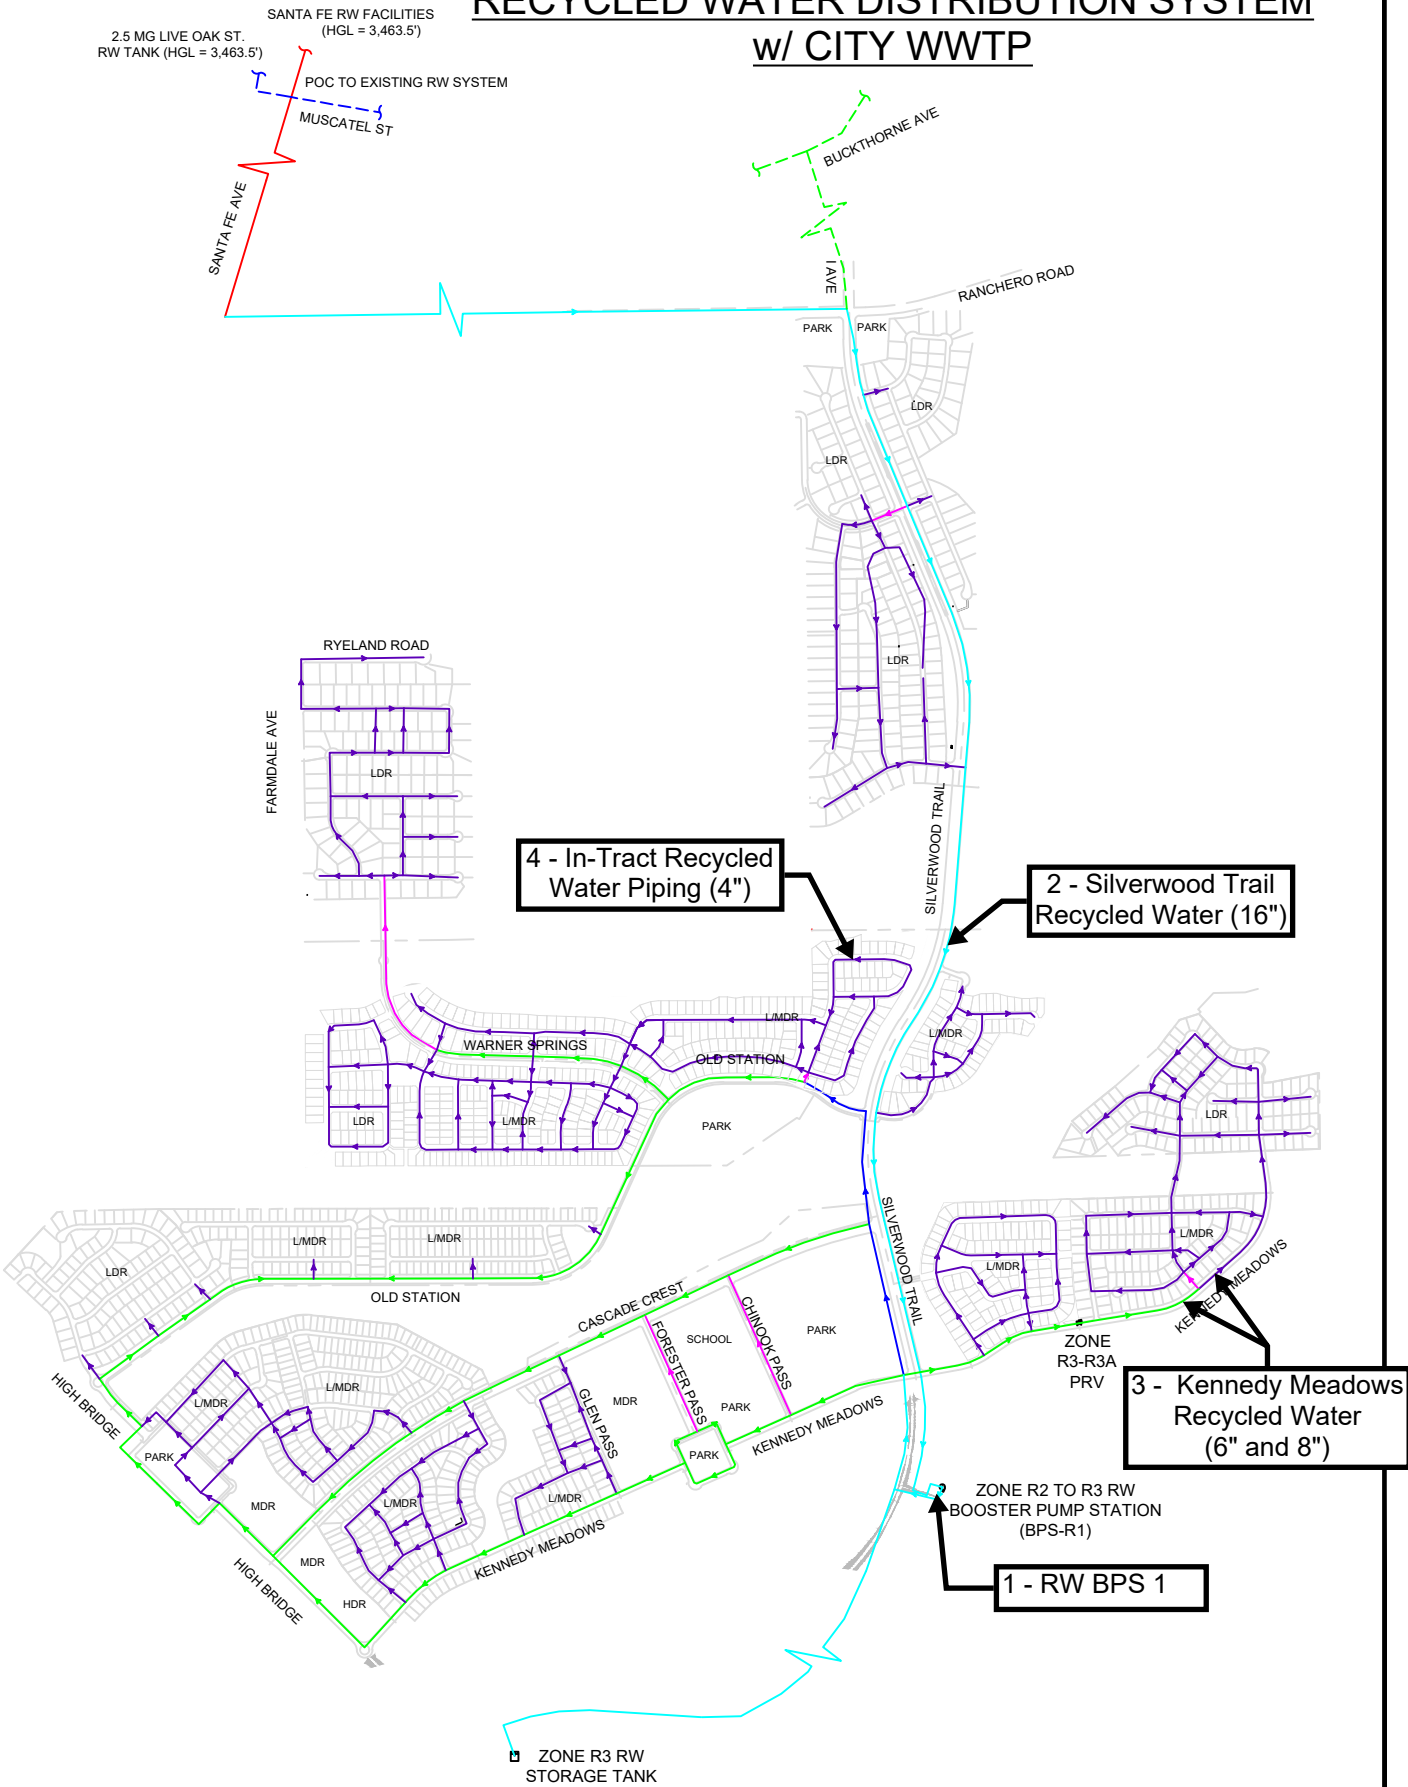 RECYCLED WATER DISTRIBUTION SYSTEM
w/ CITY WWTP
SANTA FE RW FACILITIES
(HGL = 3,463.5')
2.5 MG LIVE OAK ST.
RW TANK (HGL = 3,463.5')
POC TO EXISTING RW SYSTEM
MUSCATEL ST
BUCKTHORNE AVE
SANTA FE AVE
I AVE
RANCHERO ROAD
PARK
PARK
LDR
LDR
LDR
RYELAND ROAD
FARMDALE AVE
LDR
SILVERWOOD TRAIL
4 - In-Tract Recycled
Water Piping (4")
2 - Silverwood Trail
Recycled Water (16")
L/MDR
L/MDR
WARNER SPRINGS
OLD STATION
LDR
L/MDR
PARK
LDR
SILVERWOOD TRAIL
L/MDR
L/MDR
L/MDR
L/MDR
LDR
KENNEDY MEADOWS
OLD STATION
CASCADE CREST
CHINOOK PASS
PARK
SCHOOL
FORESTER PASS
ZONE
R3-R3A
PRV
3 - Kennedy Meadows
Recycled Water
(6" and 8")
HIGH BRIDGE
L/MDR
L/MDR
GLEN PASS
MDR
PARK
KENNEDY MEADOWS
PARK
PARK
MDR
L/MDR
L/MDR
ZONE R2 TO R3 RW
BOOSTER PUMP STATION
(BPS-R1)
KENNEDY MEADOWS
MDR
HIGH BRIDGE
HDR
1 - RW BPS 1
ZONE R3 RW
STORAGE TANK